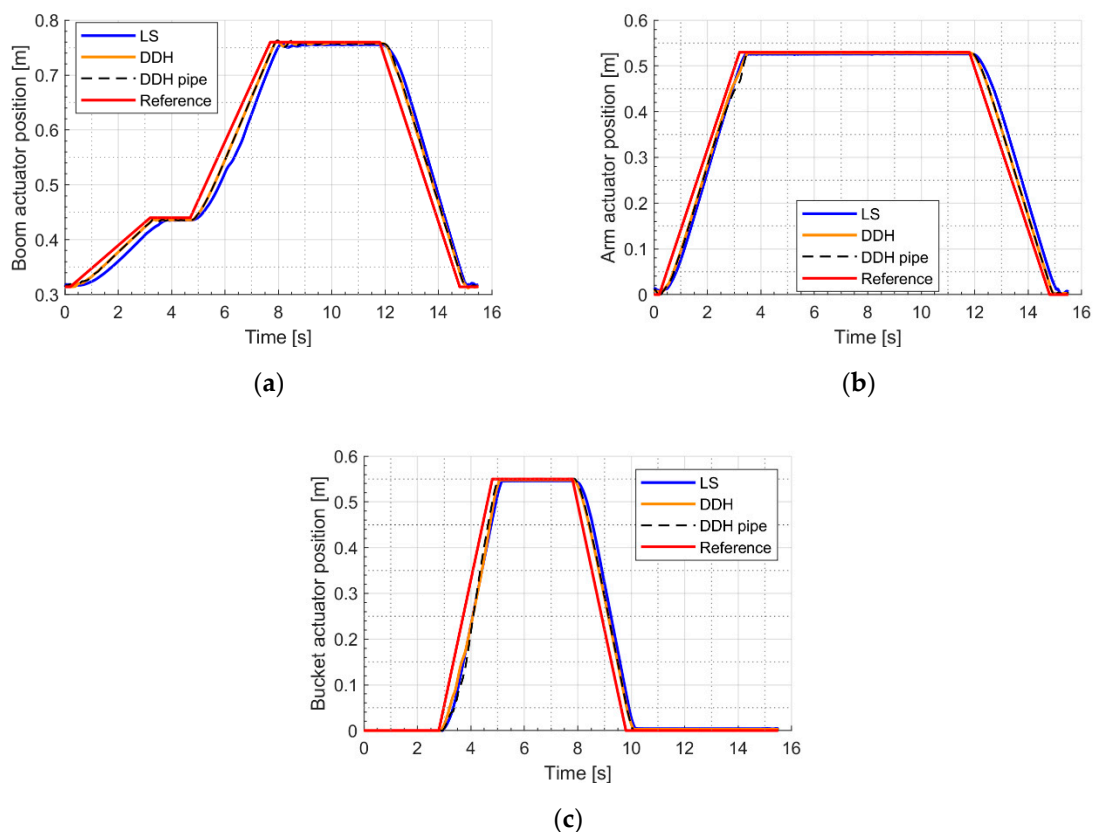 0.8
0.7
0.6
0.5
0.4
0.3
Boom actuator position [m]
LS
DDH
DDH pipe
Reference
0 2 4 6 8 10 12 14 16
Time [s]
(a)
0.6
0.5
0.4
0.3
0.2
0.1
0
Arm actuator position [m]
LS
DDH
DDH pipe
Reference
0 2 4 6 8 10 12 14 16
Time [s]
(b)
0.6
0.5
0.4
0.3
0.2
0.1
0
Bucket actuator position [m]
LS
DDH
DDH pipe
Reference
0 2 4 6 8 10 12 14 16
Time [s]
(c)